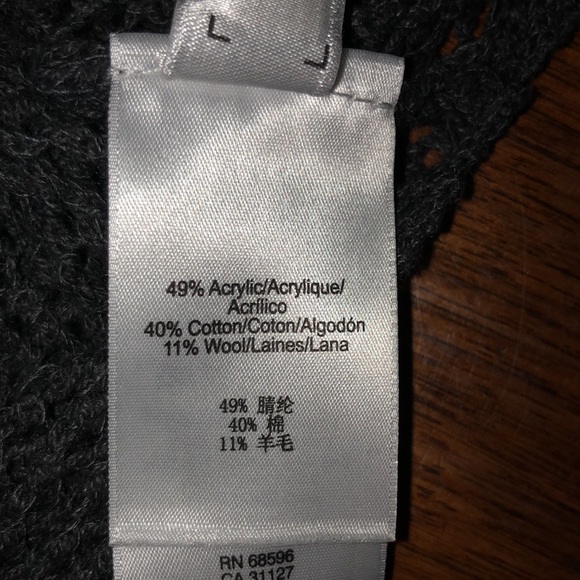 L L
49% Acrylic/Acrylique/
Acrílico
40% Cotton/Coton/Algodón
11% Wool/Laines/Lana
49% 腈纶
40% 棉
11% 羊毛
RN 68596
CA 31127